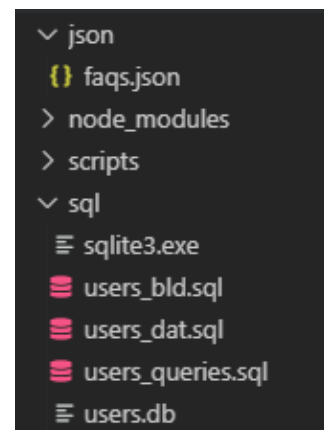 json
{} faqs.json
node_modules
scripts
sql
sqlite3.exe
users_bld.sql
users_dat.sql
users_queries.sql
users.db